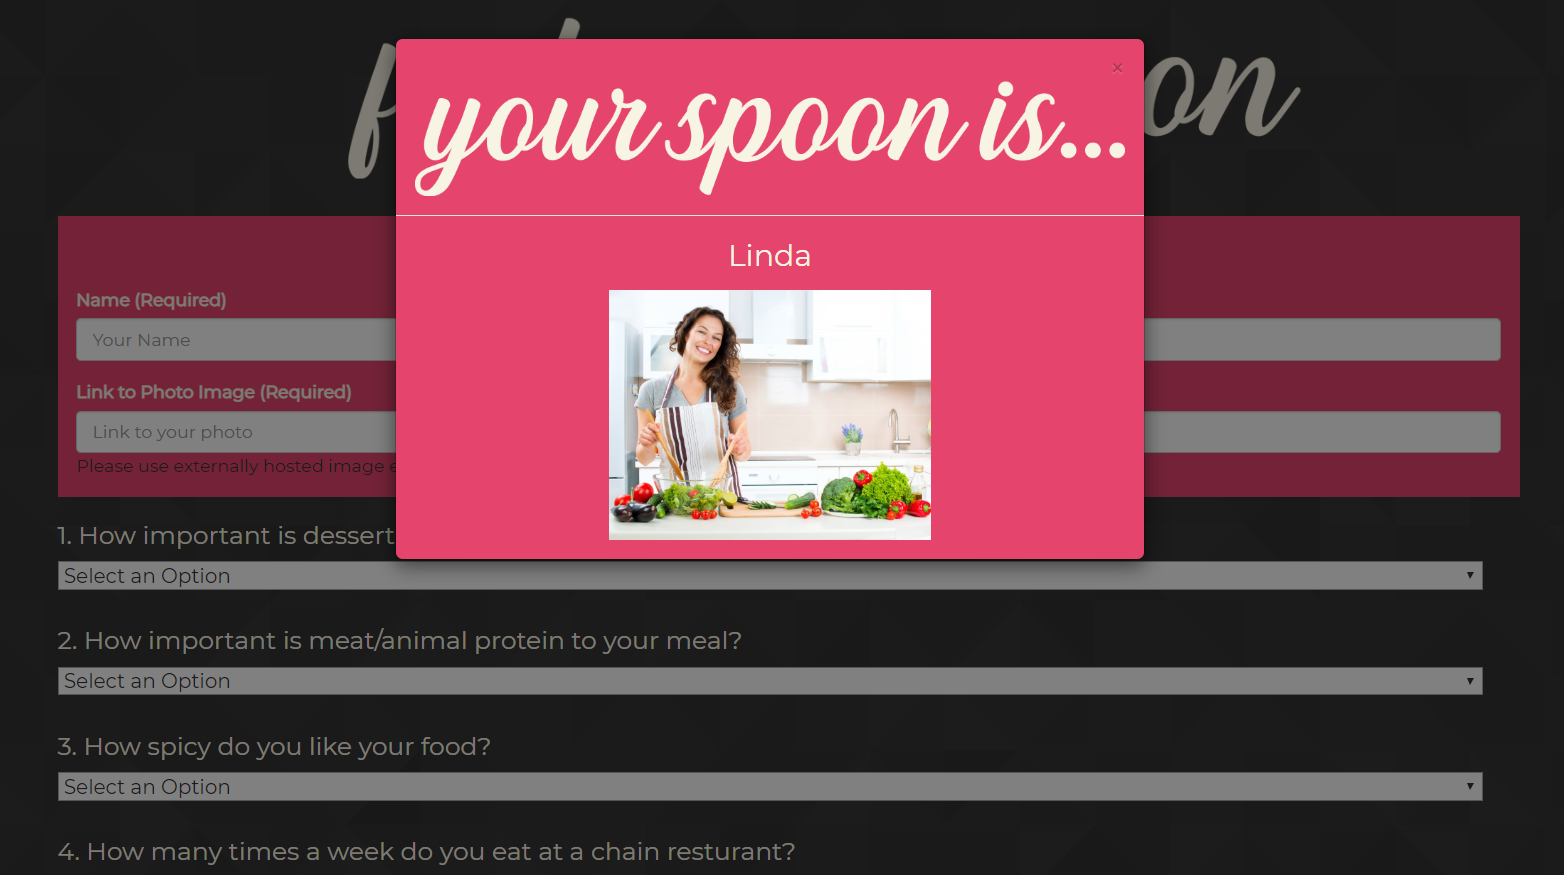 your spoon is...
×
Linda
on
Name (Required)
Your Name
Link to Photo Image (Required)
Link to your photo
Please use externally hosted image
1. How important is dessert
Select an Option
2. How important is meat/animal protein to your meal?
Select an Option
3. How spicy do you like your food?
Select an Option
4. How many times a week do you eat at a chain resturant?